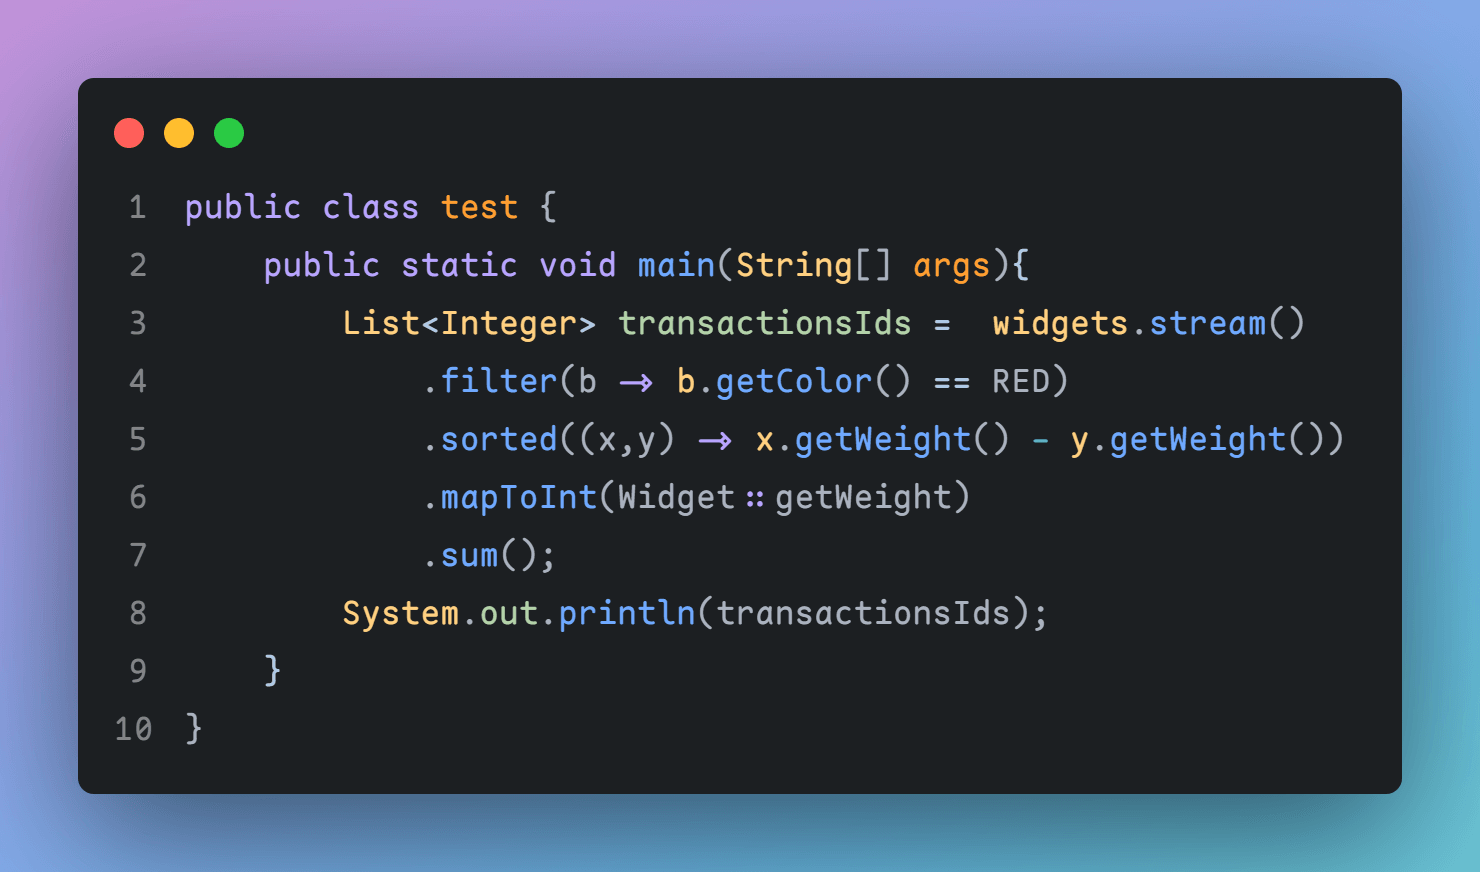 1 public class test {
2     public static void main(String[] args){
3         List<Integer> transactionsIds =  widgets.stream()
4             .filter(b -> b.getColor() == RED)
5             .sorted((x,y) -> x.getWeight() - y.getWeight())
6             .mapToInt(Widget::getWeight)
7             .sum();
8         System.out.println(transactionsIds);
9     }
10 }